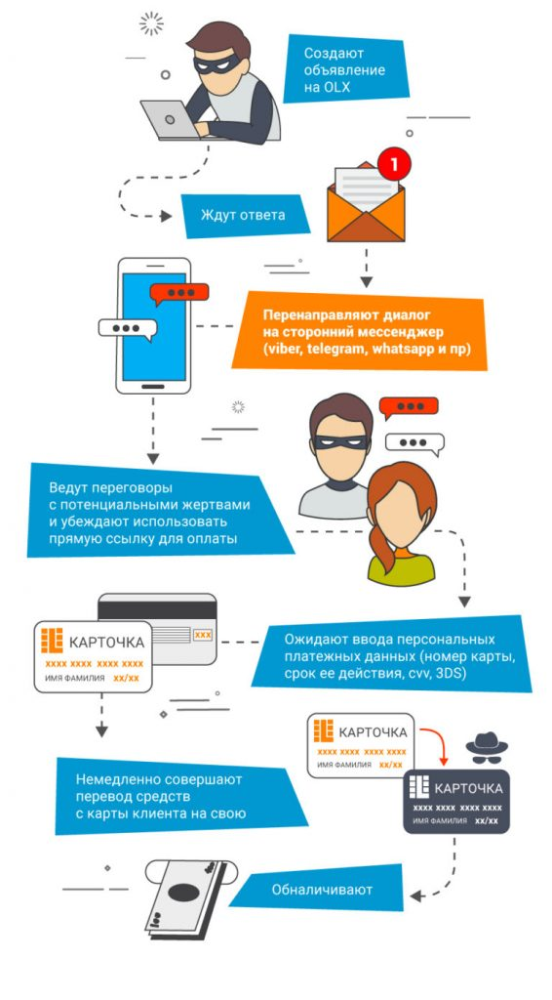 Создают
объявление
на OLX
1
Ждут ответа
Перенаправляют диалог
на сторонний мессенджер
(viber, telegram, whatsapp и пр)
Ведут переговоры
с потенциальными жертвами
и убеждают использовать
прямую ссылку для оплаты
xxx
КАРТОЧКА
xxxx xxxx xxxx xxxx
ИМЯ ФАМИЛИЯ xx/xx
Ожидают ввода персональных
платежных данных (номер карты,
срок ее действия, cvv, 3DS)
КАРТОЧКА
xxxx xxxx xxxx xxxx
ИМЯ ФАМИЛИЯ xx/xx
КАРТОЧКА
xxxx xxxx xxxx xxxx
ИМЯ ФАМИЛИЯ xx/xx
Немедленно совершают
перевод средств
с карты клиента на свою
Обналичивают
100